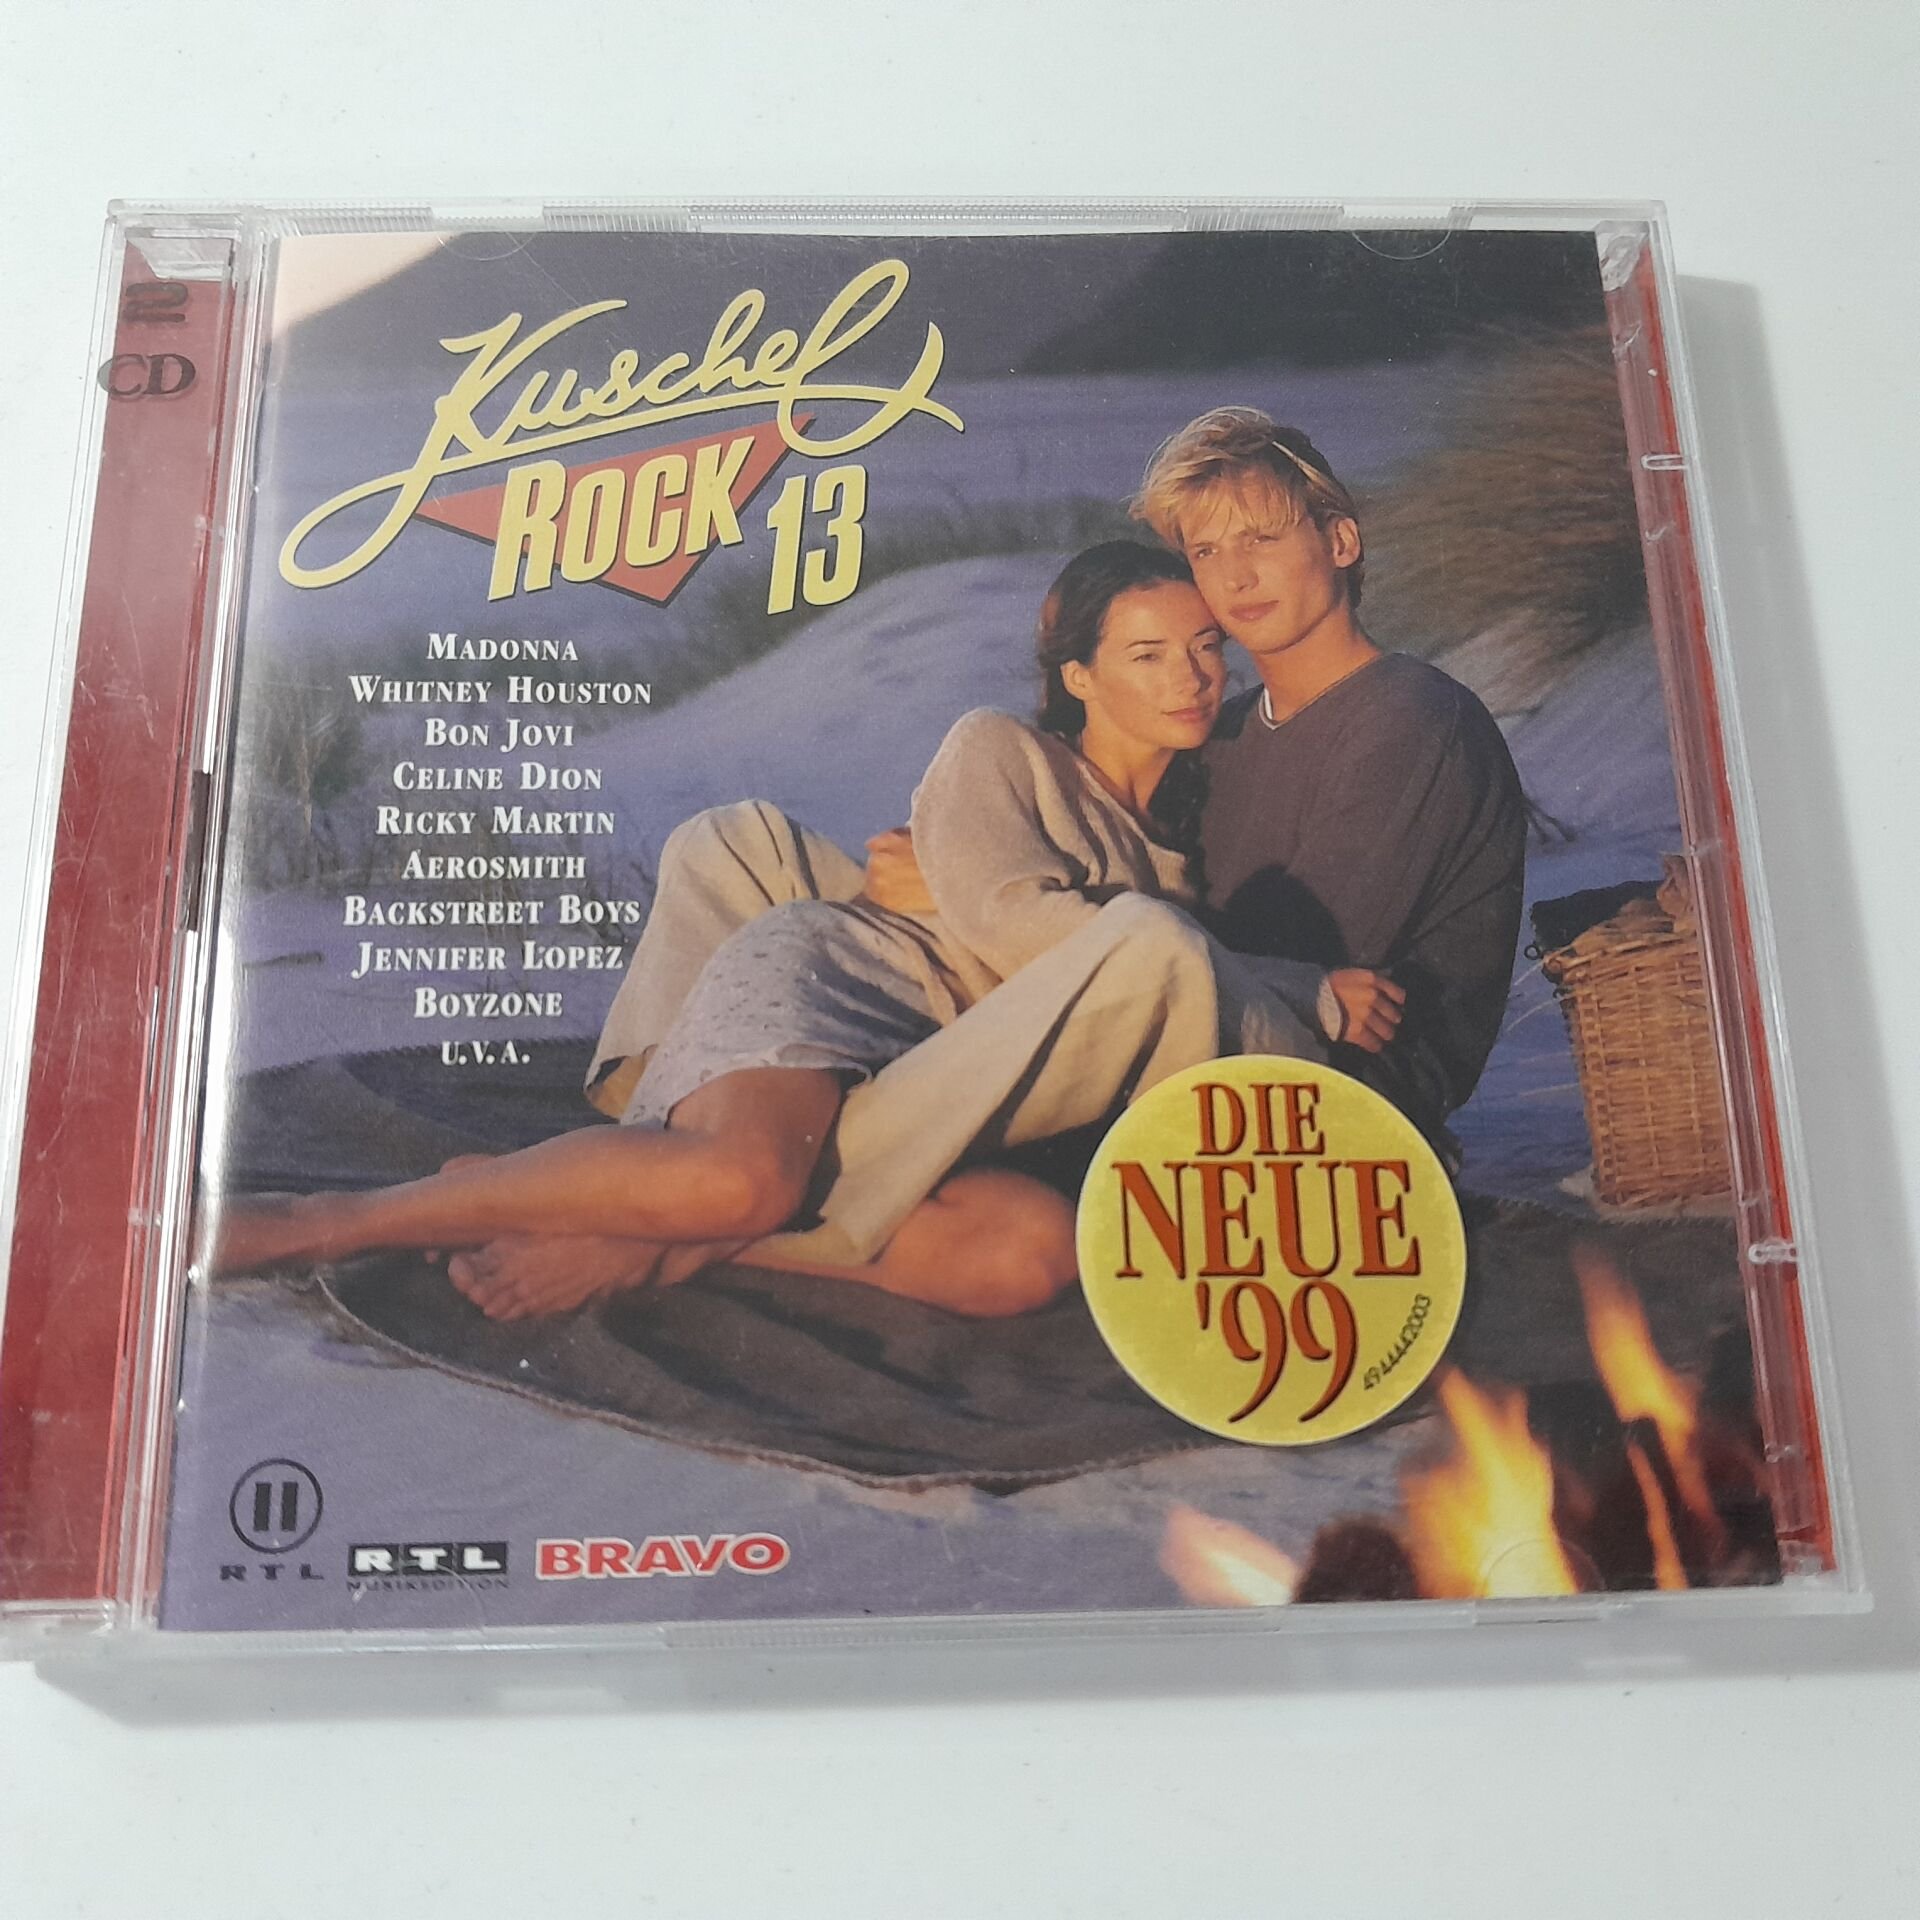 2
CD
Kuschel
ROCK 13
MADONNA
WHITNEY HOUSTON
BON JOVI
CELINE DION
RICKY MARTIN
AEROSMITH
BACKSTREET BOYS
JENNIFER LOPEZ
BOYZONE
U.V.A.
DIE
NEUE
'99
II
RTL
RTL
MUSIKEDITION
BRAVO